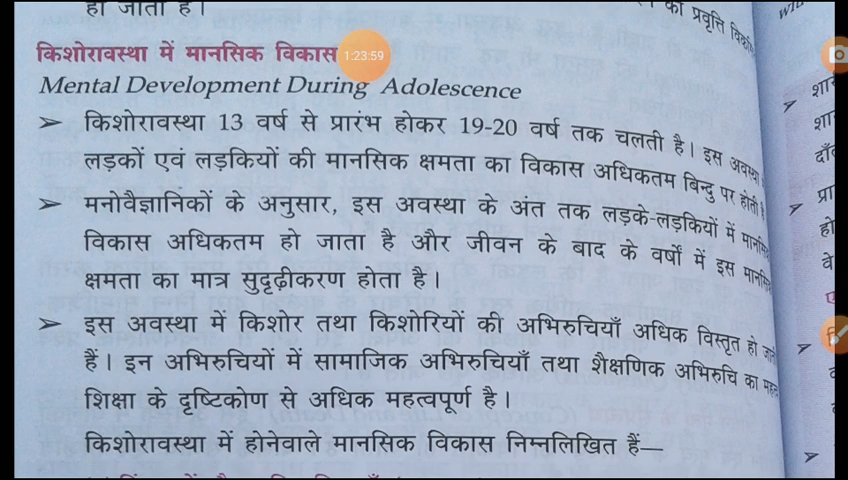 हो जाता है।
की प्रवृत्ति
किशोरावस्था में मानसिक विकास
1:23:59
Mental Development During Adolescence
➢ किशोरावस्था 13 वर्ष से प्रारंभ होकर 19-20 वर्ष तक चलती है। इस अवस्था
लड़कों एवं लड़कियों की मानसिक क्षमता का विकास अधिकतम बिन्दु पर होती है
➢ मनोवैज्ञानिकों के अनुसार, इस अवस्था के अंत तक लड़के-लड़कियों में मानसिक
विकास अधिकतम हो जाता है और जीवन के बाद के वर्षों में इस मानसिक
क्षमता का मात्र सुदृढ़ीकरण होता है।
➢ इस अवस्था में किशोर तथा किशोरियों की अभिरुचियाँ अधिक विस्तृत हो जाती
हैं। इन अभिरुचियों में सामाजिक अभिरुचियाँ तथा शैक्षणिक अभिरुचि का महत्व
शिक्षा के दृष्टिकोण से अधिक महत्वपूर्ण है।
किशोरावस्था में होनेवाले मानसिक विकास निम्नलिखित हैं—